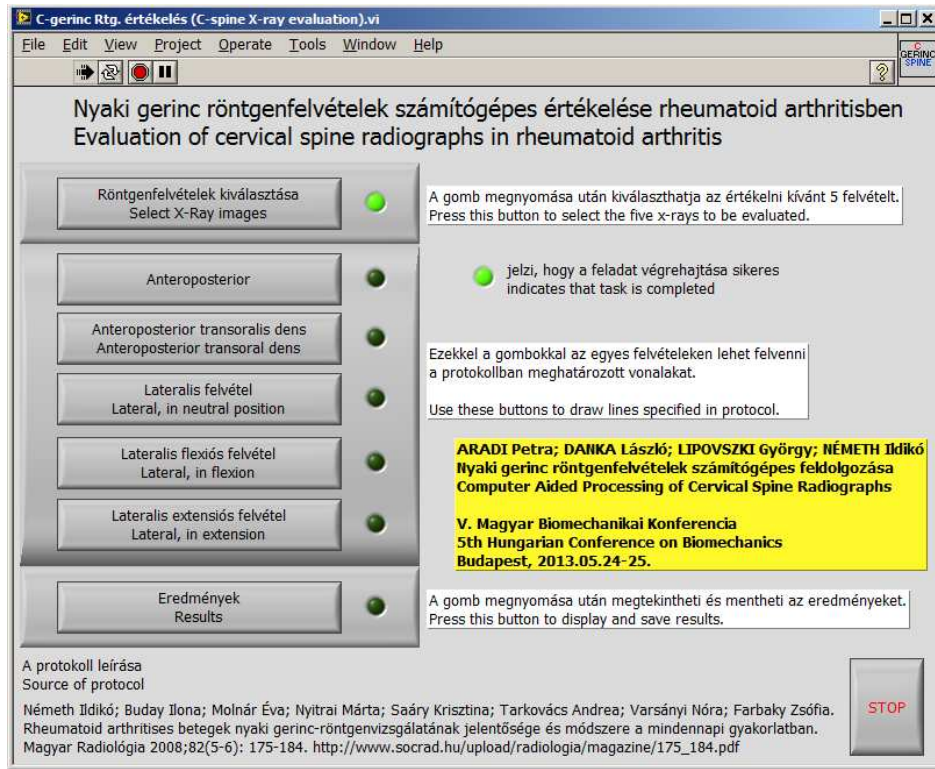 C-gerinc Rtg. értékelés (C-spine X-ray evaluation).vi
File Edit View Project Operate Tools Window Help
C
GERINC
SPINE
Nyaki gerinc röntgenfelvételek számítógépes értékelése rheumatoid arthritisben
Evaluation of cervical spine radiographs in rheumatoid arthritis
Röntgenfelvételek kiválasztása
Select X-Ray images
A gomb megnyomása után kiválaszthatja az értékelni kívánt 5 felvételt.
Press this button to select the five x-rays to be evaluated.
Anteroposterior
jelzi, hogy a feladat végrehajtása sikeres
indicates that task is completed
Anteroposterior transoralis dens
Anteroposterior transoral dens
Ezekkel a gombokkal az egyes felvételeken lehet felvenni
a protokollban meghatározott vonalakat.
Use these buttons to draw lines specified in protocol.
Lateralis felvétel
Lateral, in neutral position
Lateralis flexiós felvétel
Lateral, in flexion
Lateralis extensiós felvétel
Lateral, in extension
ARADI Petra; DANKA László; LIPOVSZKI György; NÉMETH Ildikó
Nyaki gerinc röntgenfelvételek számítógépes feldolgozása
Computer Aided Processing of Cervical Spine Radiographs
V. Magyar Biomechanikai Konferencia
5th Hungarian Conference on Biomechanics
Budapest, 2013.05.24-25.
Eredmények
Results
A gomb megnyomása után megtekintheti és mentheti az eredményeket.
Press this button to display and save results.
A protokoll leírása
Source of protocol
Németh Ildikó; Buday Ilona; Molnár Éva; Nyitrai Márta; Saáry Krisztina; Tarkovács Andrea; Varsányi Nóra; Farbaky Zsófia.
Rheumatoid arthritises betegek nyaki gerinc-röntgenvizsgálatának jelentősége és módszere a mindennapi gyakorlatban.
Magyar Radiológia 2008;82(5-6): 175-184. http://www.socrad.hu/upload/radiologia/magazine/175_184.pdf
STOP